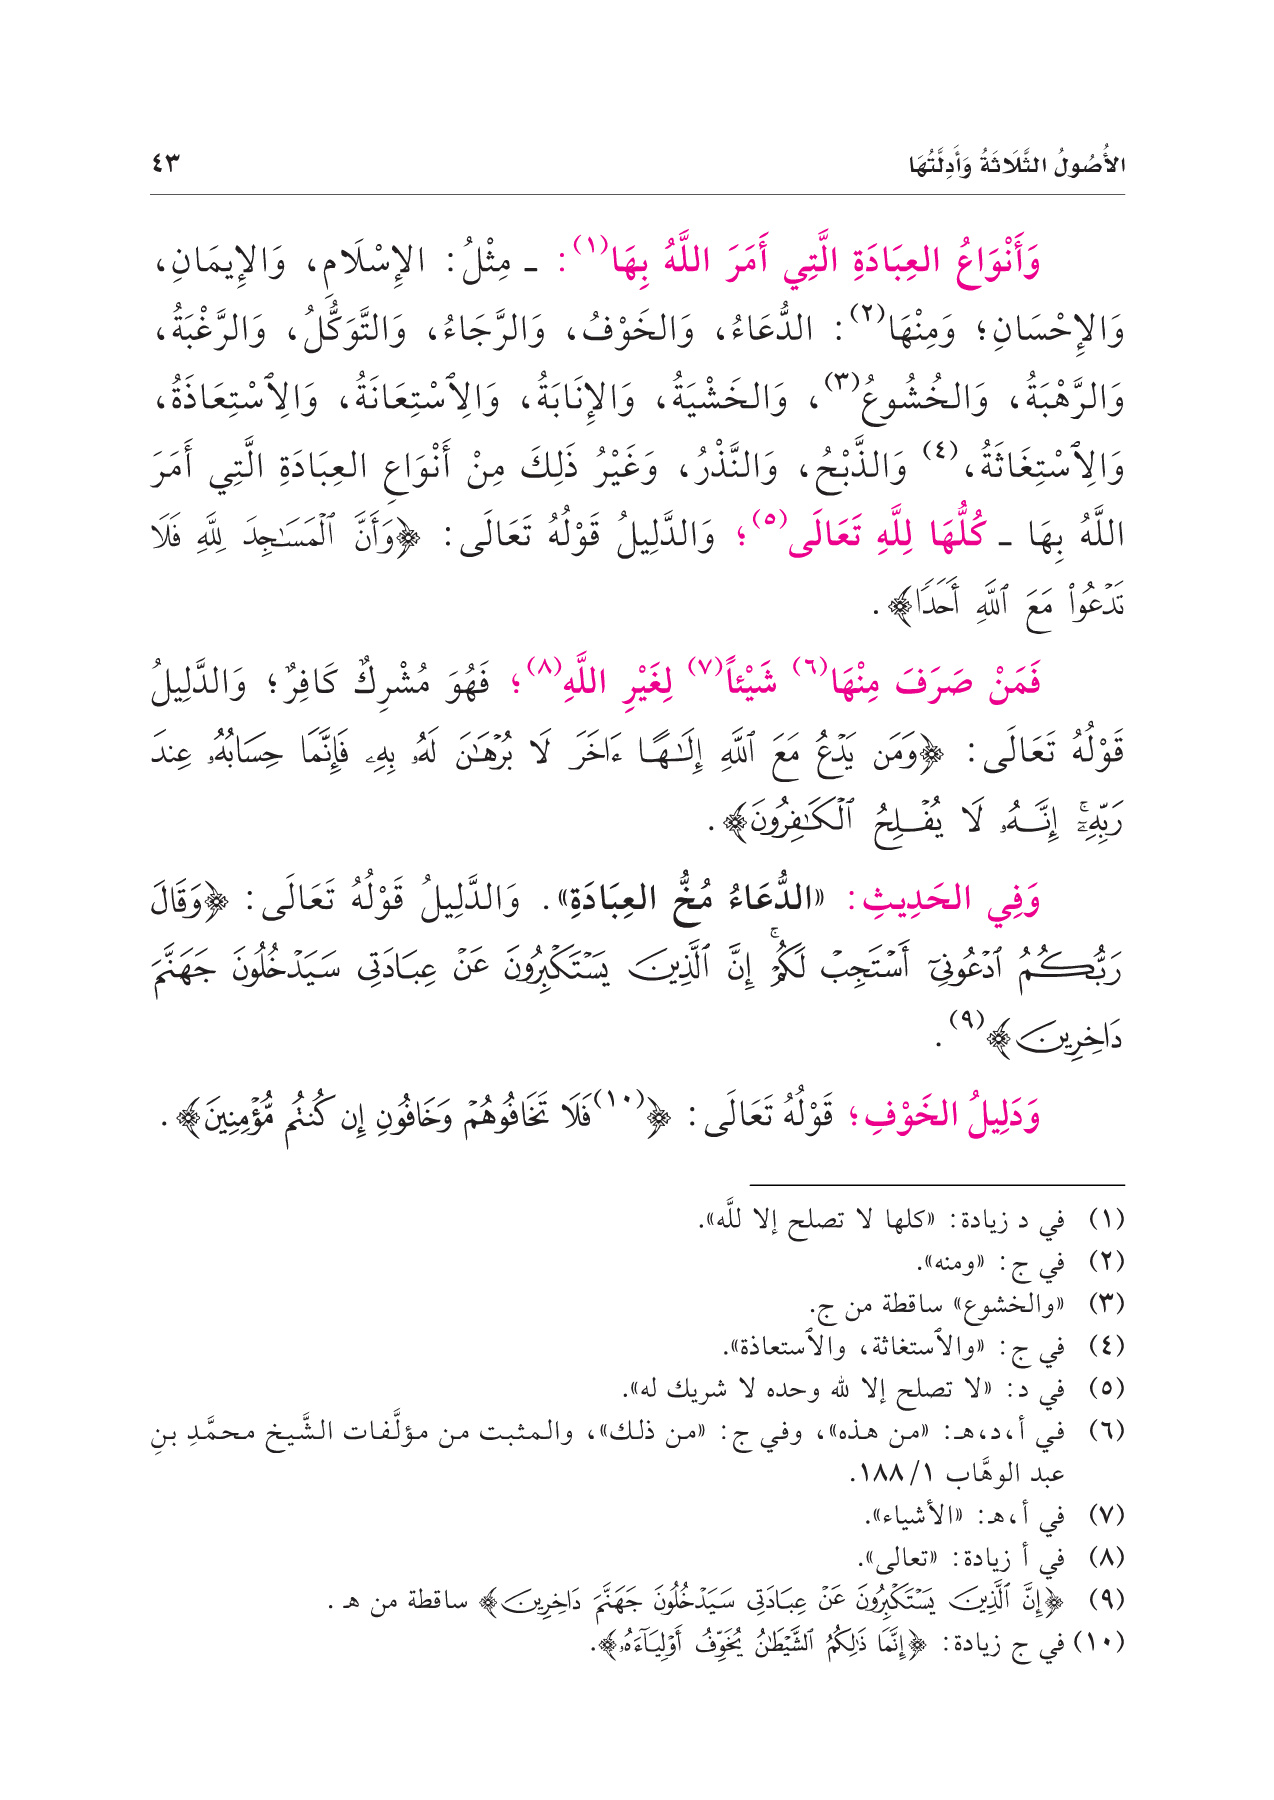 الأُصُولُ الثَّلَاثَةُ وَأَدِلَّتُهَا ٤٣
وَأَنْوَاعُ العِبَادَةِ الَّتِي أَمَرَ اللَّهُ بِهَا(١): ـ مِثْلُ: الإِسْلَامِ، وَالإِيمَانِ،
وَالإِحْسَانِ؛ وَمِنْهَا(٢): الدُّعَاءُ، وَالخَوْفُ، وَالرَّجَاءُ، وَالتَّوَكُّلُ، وَالرَّغْبَةُ،
وَالرَّهْبَةُ، وَالخُشُوعُ(٣)، وَالخَشْيَةُ، وَالإِنَابَةُ، وَالِٱسْتِعَانَةُ، وَالِٱسْتِعَاذَةُ،
وَالِٱسْتِغَاثَةُ،(٤) وَالذَّبْحُ، وَالنَّذْرُ، وَغَيْرُ ذَلِكَ مِنْ أَنْوَاعِ العِبَادَةِ الَّتِي أَمَرَ
اللَّهُ بِهَا ـ كُلُّهَا لِلَّهِ تَعَالَى(٥)؛ وَالدَّلِيلُ قَوْلُهُ تَعَالَى: ﴿وَأَنَّ ٱلْمَسَٰجِدَ لِلَّهِ فَلَا
تَدْعُوا۟ مَعَ ٱللَّهِ أَحَدًا﴾.
فَمَنْ صَرَفَ مِنْهَا(٦) شَيْئاً(٧) لِغَيْرِ اللَّهِ(٨)؛ فَهُوَ مُشْرِكٌ كَافِرٌ؛ وَالدَّلِيلُ
قَوْلُهُ تَعَالَى: ﴿وَمَن يَدْعُ مَعَ ٱللَّهِ إِلَٰهًا ءَاخَرَ لَا بُرْهَٰنَ لَهُۥ بِهِۦ فَإِنَّمَا حِسَابُهُۥ عِندَ
رَبِّهِۦٓۚ إِنَّهُۥ لَا يُفْلِحُ ٱلْكَٰفِرُونَ﴾.
وَفِي الحَدِيثِ: «الدُّعَاءُ مُخُّ العِبَادَةِ». وَالدَّلِيلُ قَوْلُهُ تَعَالَى: ﴿وَقَالَ
رَبُّكُمُ ٱدْعُونِىٓ أَسْتَجِبْ لَكُمْۚ إِنَّ ٱلَّذِينَ يَسْتَكْبِرُونَ عَنْ عِبَادَتِى سَيَدْخُلُونَ جَهَنَّمَ
دَاخِرِينَ﴾(٩).
وَدَلِيلُ الخَوْفِ؛ قَوْلُهُ تَعَالَى: ﴿(١٠)فَلَا تَخَافُوهُمْ وَخَافُونِ إِن كُنتُم مُّؤْمِنِينَ﴾.
(١) في د زيادة: «كلها لا تصلح إلا للَّه».
(٢) في ج: «ومنه».
(٣) «والخشوع» ساقطة من ج.
(٤) في ج: «والٱستغاثة، والٱستعاذة».
(٥) في د: «لا تصلح إلا لله وحده لا شريك له».
(٦) في أ،د،هـ: «من هذه»، وفي ج: «من ذلك»، والمثبت من مؤلَّفات الشَّيخ محمَّدِ بنِ
عبد الوهَّاب ١/ ١٨٨.
(٧) في أ،هـ: «الأشياء».
(٨) في أ زيادة: «تعالى».
(٩) ﴿إِنَّ ٱلَّذِينَ يَسْتَكْبِرُونَ عَنْ عِبَادَتِى سَيَدْخُلُونَ جَهَنَّمَ دَاخِرِينَ﴾ ساقطة من هـ .
(١٠) في ج زيادة: ﴿إِنَّمَا ذَٰلِكُمُ ٱلشَّيْطَٰنُ يُخَوِّفُ أَوْلِيَآءَهُۥ﴾.